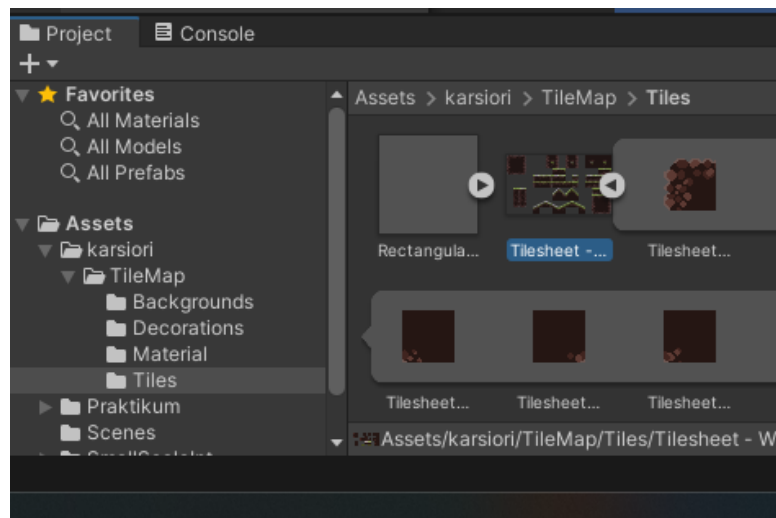 Project
Console
Favorites
All Materials
All Models
All Prefabs
Assets
karsiori
TileMap
Backgrounds
Decorations
Material
Tiles
Praktikum
Scenes
Assets > karsiori > TileMap > Tiles
Rectangula...
Tilesheet -...
Tilesheet...
Tilesheet...
Tilesheet...
Tilesheet...
Assets/karsiori/TileMap/Tiles/Tilesheet - W